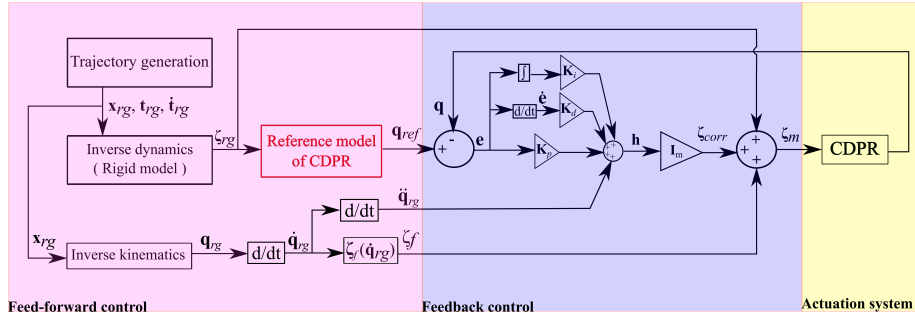 Trajectory generation
x_rg, t_rg, ṫ_rg
Inverse dynamics
( Rigid model )
ζ_rg
Reference model
of CDPR
q_ref
q
+
-
e
∫
K_i
d/dt
ė
K_d
K_p
+
+
+
+
h
I_m
ζ_corr
+
+
+
ζ_m
CDPR
q̈_rg
d/dt
x_rg
Inverse kinematics
q_rg
d/dt
q̇_rg
ζ_f(q̇_rg)
ζ_f
Feed-forward control
Feedback control
Actuation system